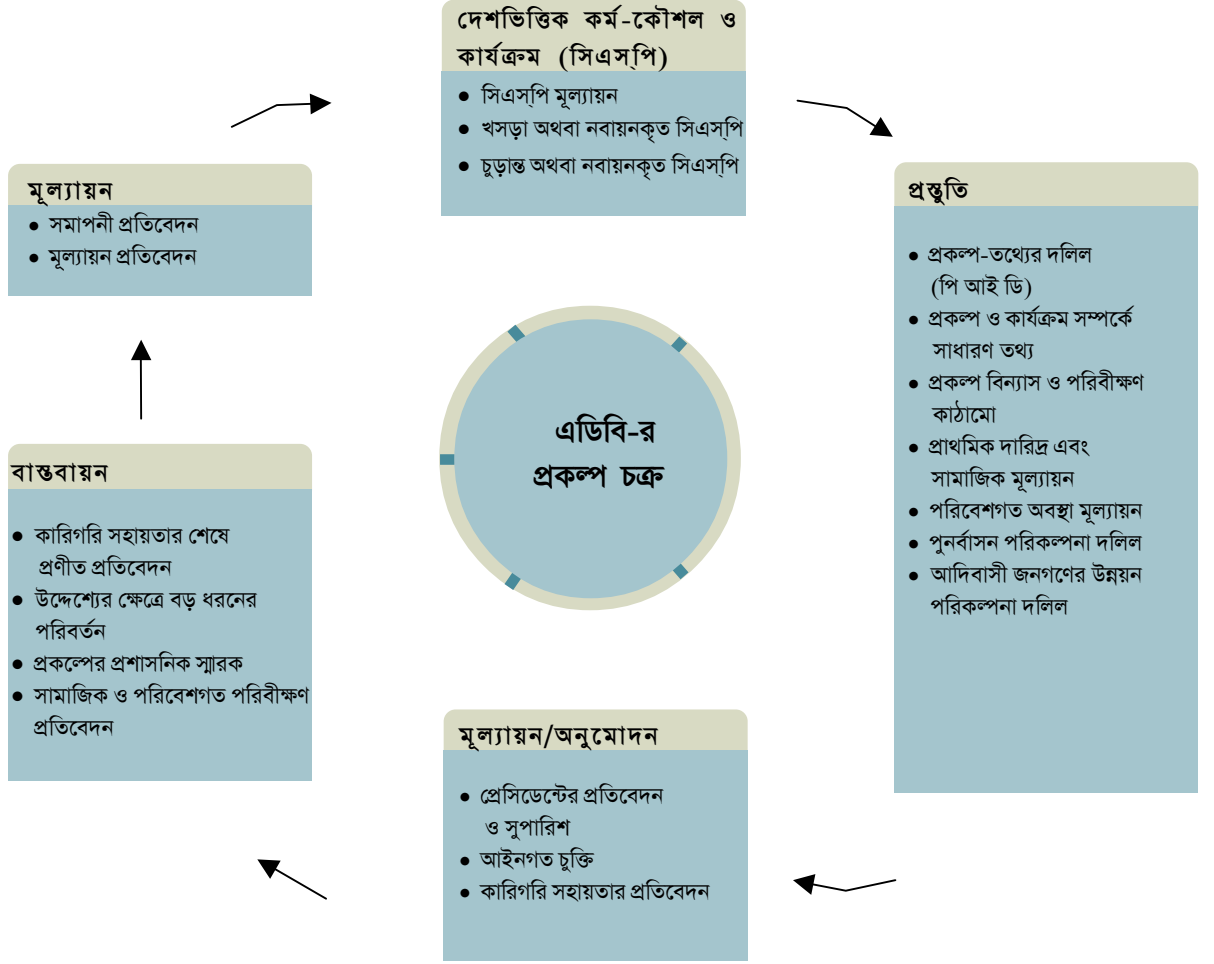 দেশভিত্তিক কর্ম-কৌশল ও
কার্যক্রম (সিএস্‌পি)
● সিএস্‌পি মূল্যায়ন
● খসড়া অথবা নবায়নকৃত সিএস্‌পি
● চুড়ান্ত অথবা নবায়নকৃত সিএস্‌পি
প্রস্তুতি
● প্রকল্প-তথ্যের দলিল
(পি আই ডি)
● প্রকল্প ও কার্যক্রম সম্পর্কে
সাধারণ তথ্য
● প্রকল্প বিন্যাস ও পরিবীক্ষণ
কাঠামো
● প্রাথমিক দারিদ্র এবং
সামাজিক মূল্যায়ন
● পরিবেশগত অবস্থা মূল্যায়ন
● পুনর্বাসন পরিকল্পনা দলিল
● আদিবাসী জনগণের উন্নয়ন
পরিকল্পনা দলিল
মূল্যায়ন/অনুমোদন
● প্রেসিডেন্টের প্রতিবেদন
ও সুপারিশ
● আইনগত চুক্তি
● কারিগরি সহায়তার প্রতিবেদন
বাস্তবায়ন
● কারিগরি সহায়তার শেষে
প্রণীত প্রতিবেদন
● উদ্দেশ্যের ক্ষেত্রে বড় ধরনের
পরিবর্তন
● প্রকল্পের প্রশাসনিক স্মারক
● সামাজিক ও পরিবেশগত পরিবীক্ষণ
প্রতিবেদন
মূল্যায়ন
● সমাপনী প্রতিবেদন
● মূল্যায়ন প্রতিবেদন
এডিবি-র
প্রকল্প চক্র